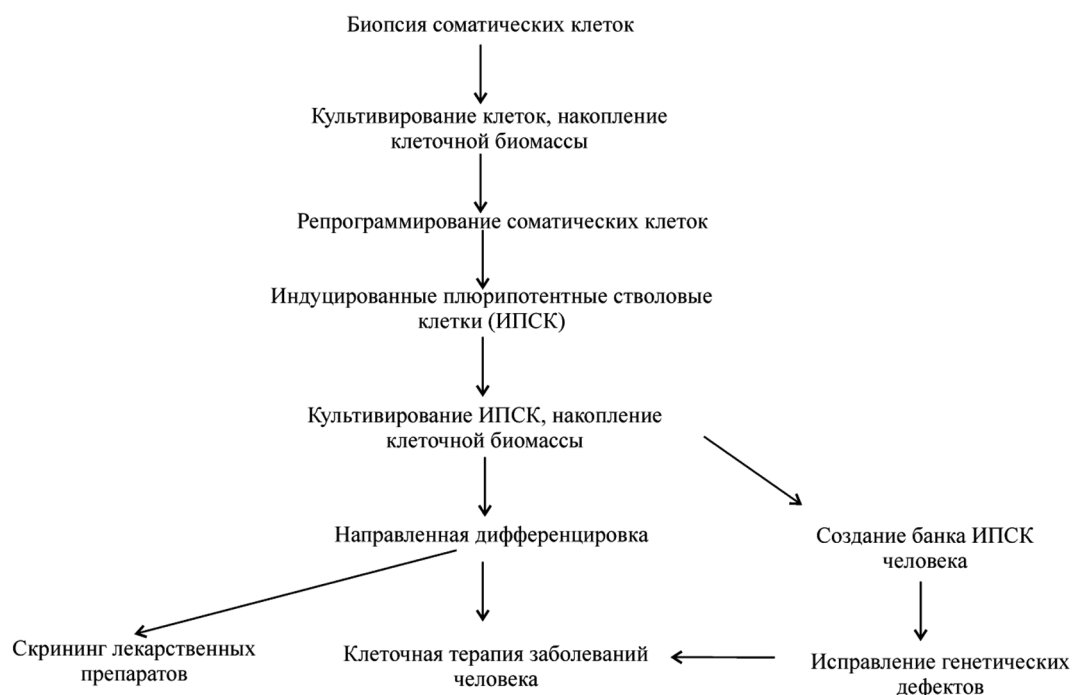 Биопсия соматических клеток
Культивирование клеток, накопление
клеточной биомассы
Репрограммирование соматических клеток
Индуцированные плюрипотентные стволовые
клетки (ИПСК)
Культивирование ИПСК, накопление
клеточной биомассы
Направленная дифференцировка
Создание банка ИПСК
человека
Скрининг лекарственных
препаратов
Клеточная терапия заболеваний
человека
Исправление генетических
дефектов